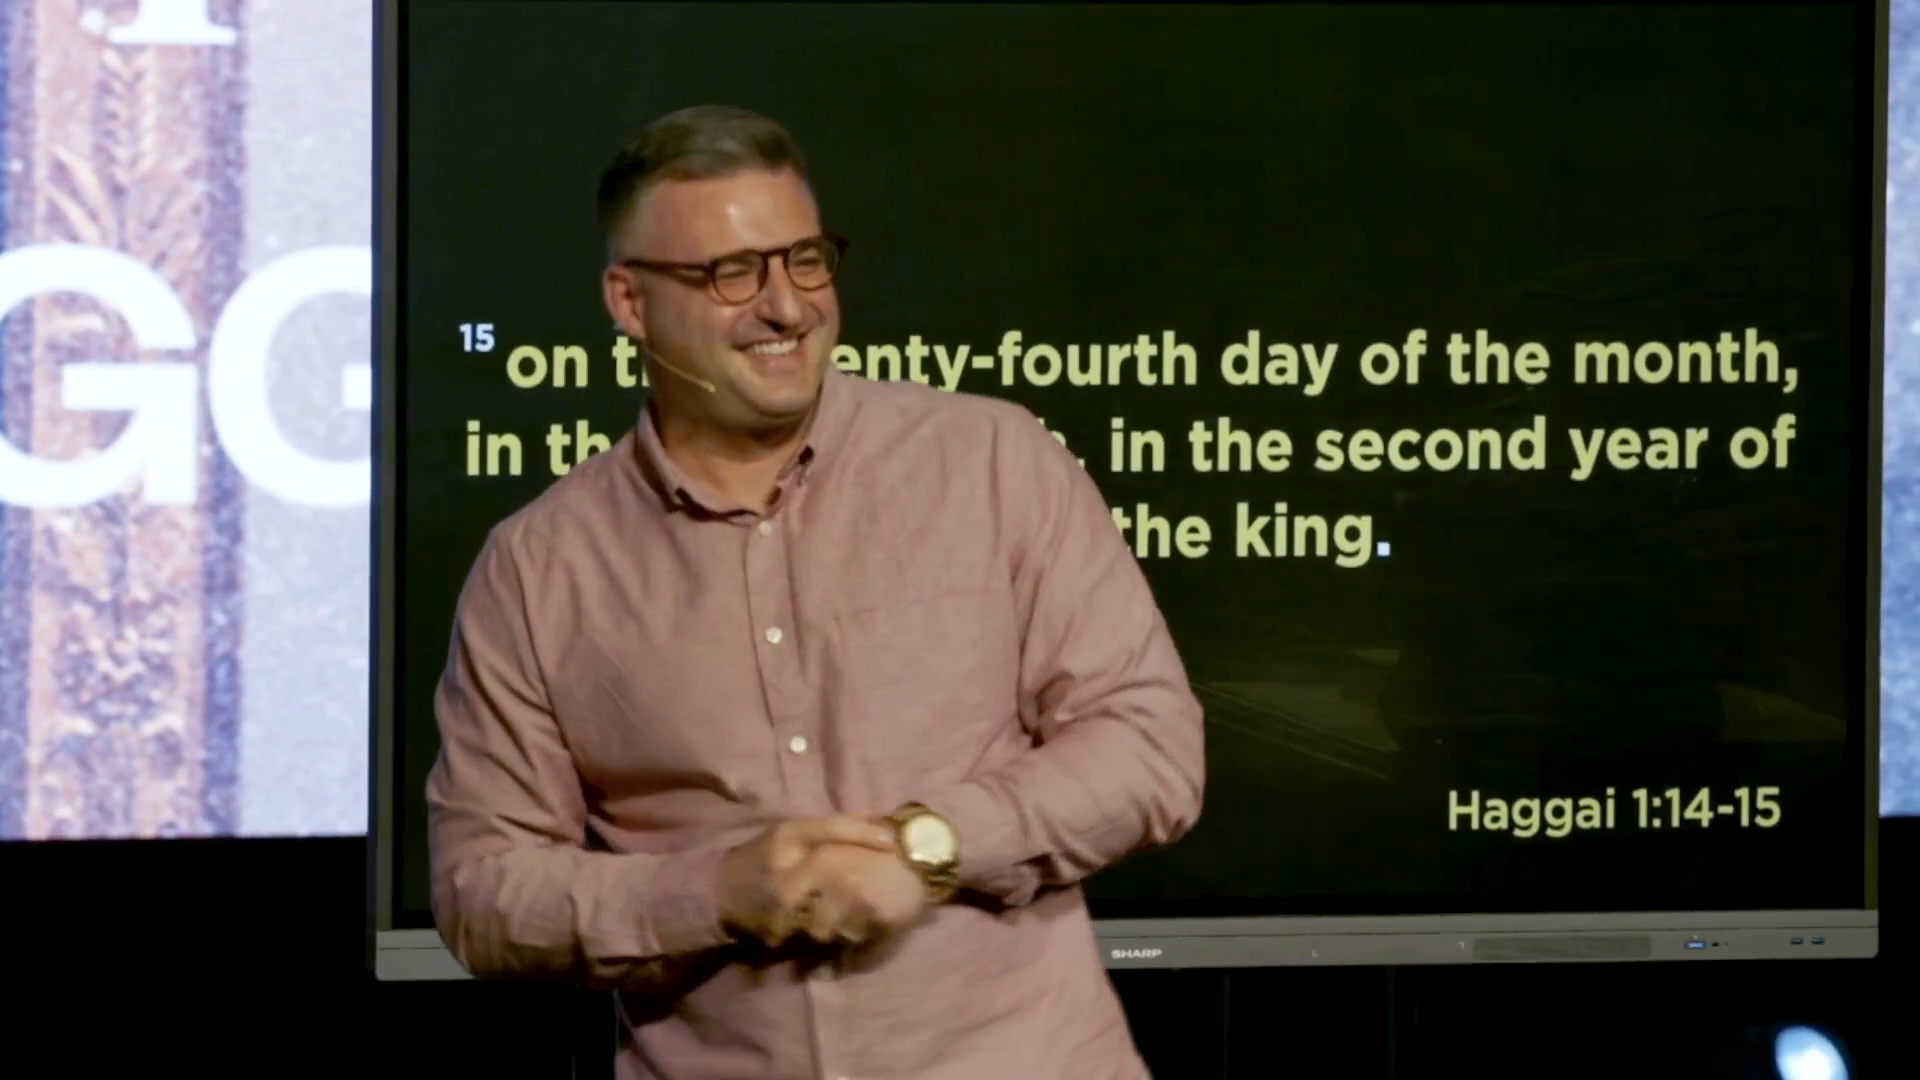 GG
15 on enty-fourth day of the month,
in in the second year of
the king.
Haggai 1:14-15
SHARP